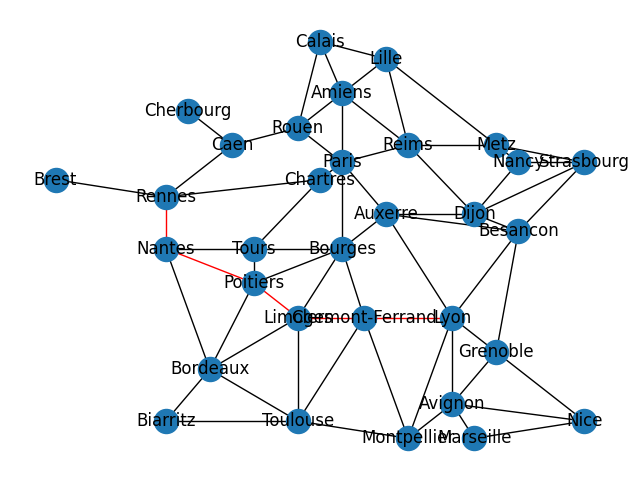 Calais
Lille
Amiens
Cherbourg
Rouen
Caen
Reims
Metz
Paris
Nancy
Strasbourg
Brest
Chartres
Rennes
Auxerre
Dijon
Besancon
Nantes
Tours
Bourges
Poitiers
Limoges
Clermont-Ferrand
Lyon
Grenoble
Bordeaux
Avignon
Biarritz
Toulouse
Nice
Montpellier
Marseille